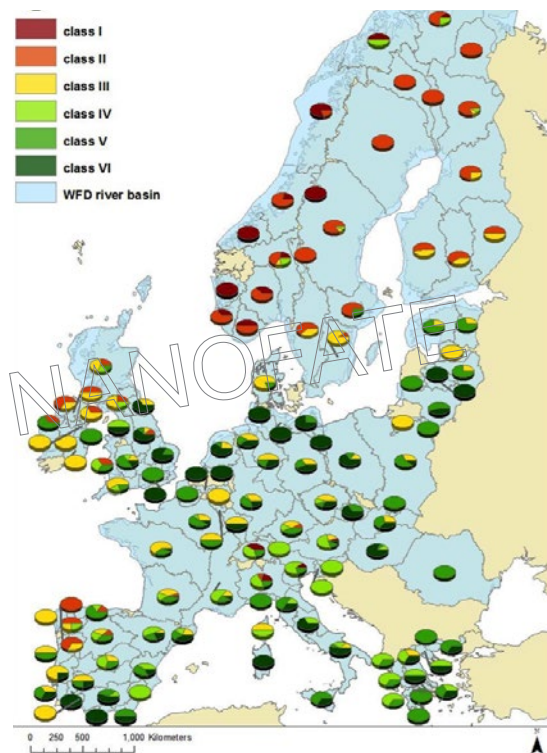 class I
class II
class III
class IV
class V
class VI
WFD river basin
NANOFATE
0 250 500 1,000 Kilometers